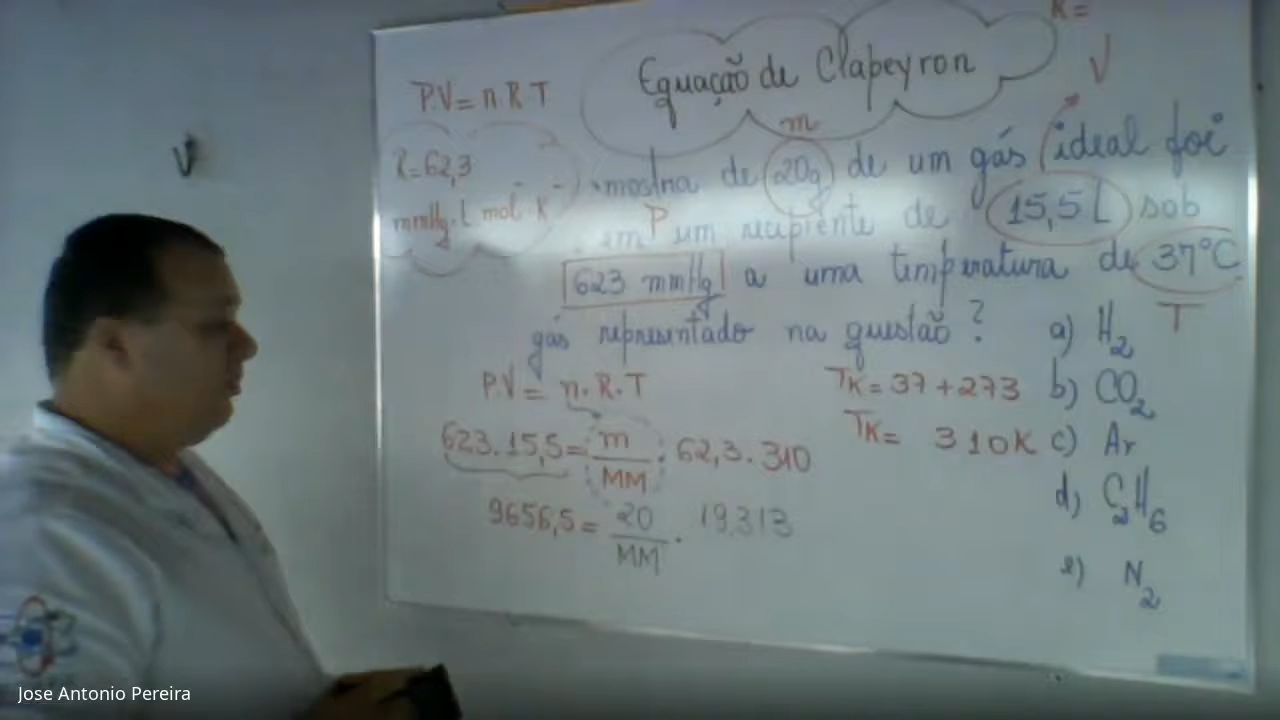 K=
Equação de Clapeyron
V
P.V=n.R.T
m
R=62,3
mmHg.L mol K
mostra de 20g de um gás ideal foi
P
em um recipiente de 15,5 L sob
623 mmHg a uma temperatura de 37°C
T
gás representado na questão?
a) H2
P.V= n.R.T
TK=37+273
b) CO2
623.15,5= m/MM . 62,3.310
TK= 310K
c) Ar
9656,5= 20/MM . 19,313
d) C2H6
e) N2
Jose Antonio Pereira